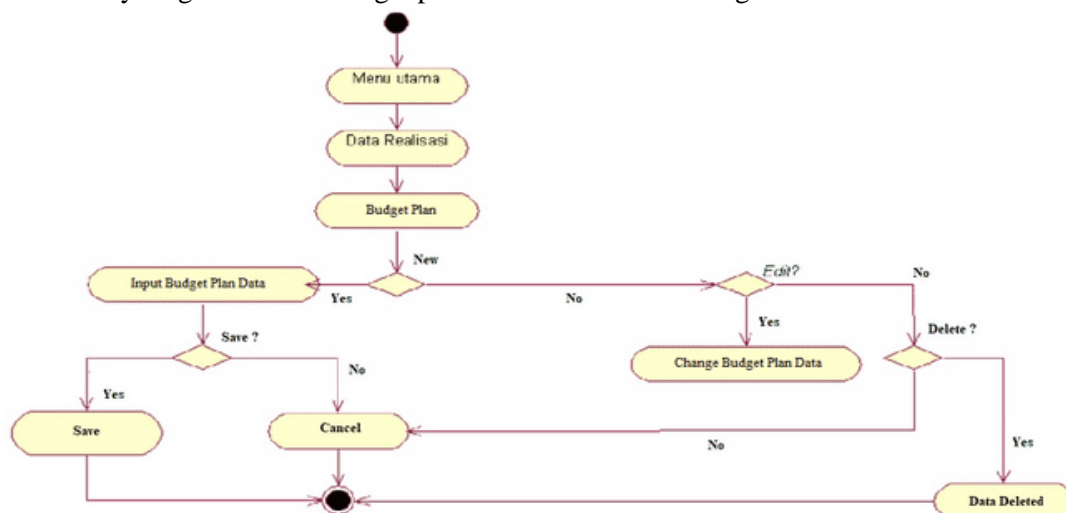 Menu utama
Data Realisasi
Budget Plan
New
Edit?
No
Input Budget Plan Data
Yes
No
Save ?
Yes
Delete ?
Change Budget Plan Data
No
Yes
Save
Cancel
No
Yes
Data Deleted